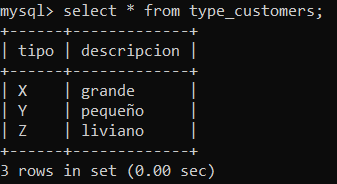 mysql> select * from type_customers;
+------+-------------+
| tipo | descripcion |
+------+-------------+
| X    | grande      |
| Y    | pequeño     |
| Z    | liviano     |
+------+-------------+
3 rows in set (0.00 sec)